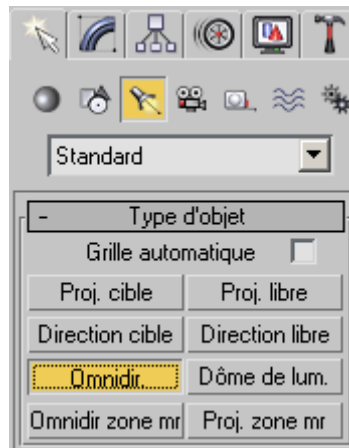 Standard
- Type d'objet
Grille automatique
Proj. cible Proj. libre
Direction cible Direction libre
Omnidir. Dôme de lum.
Omnidir zone mr Proj. zone mr